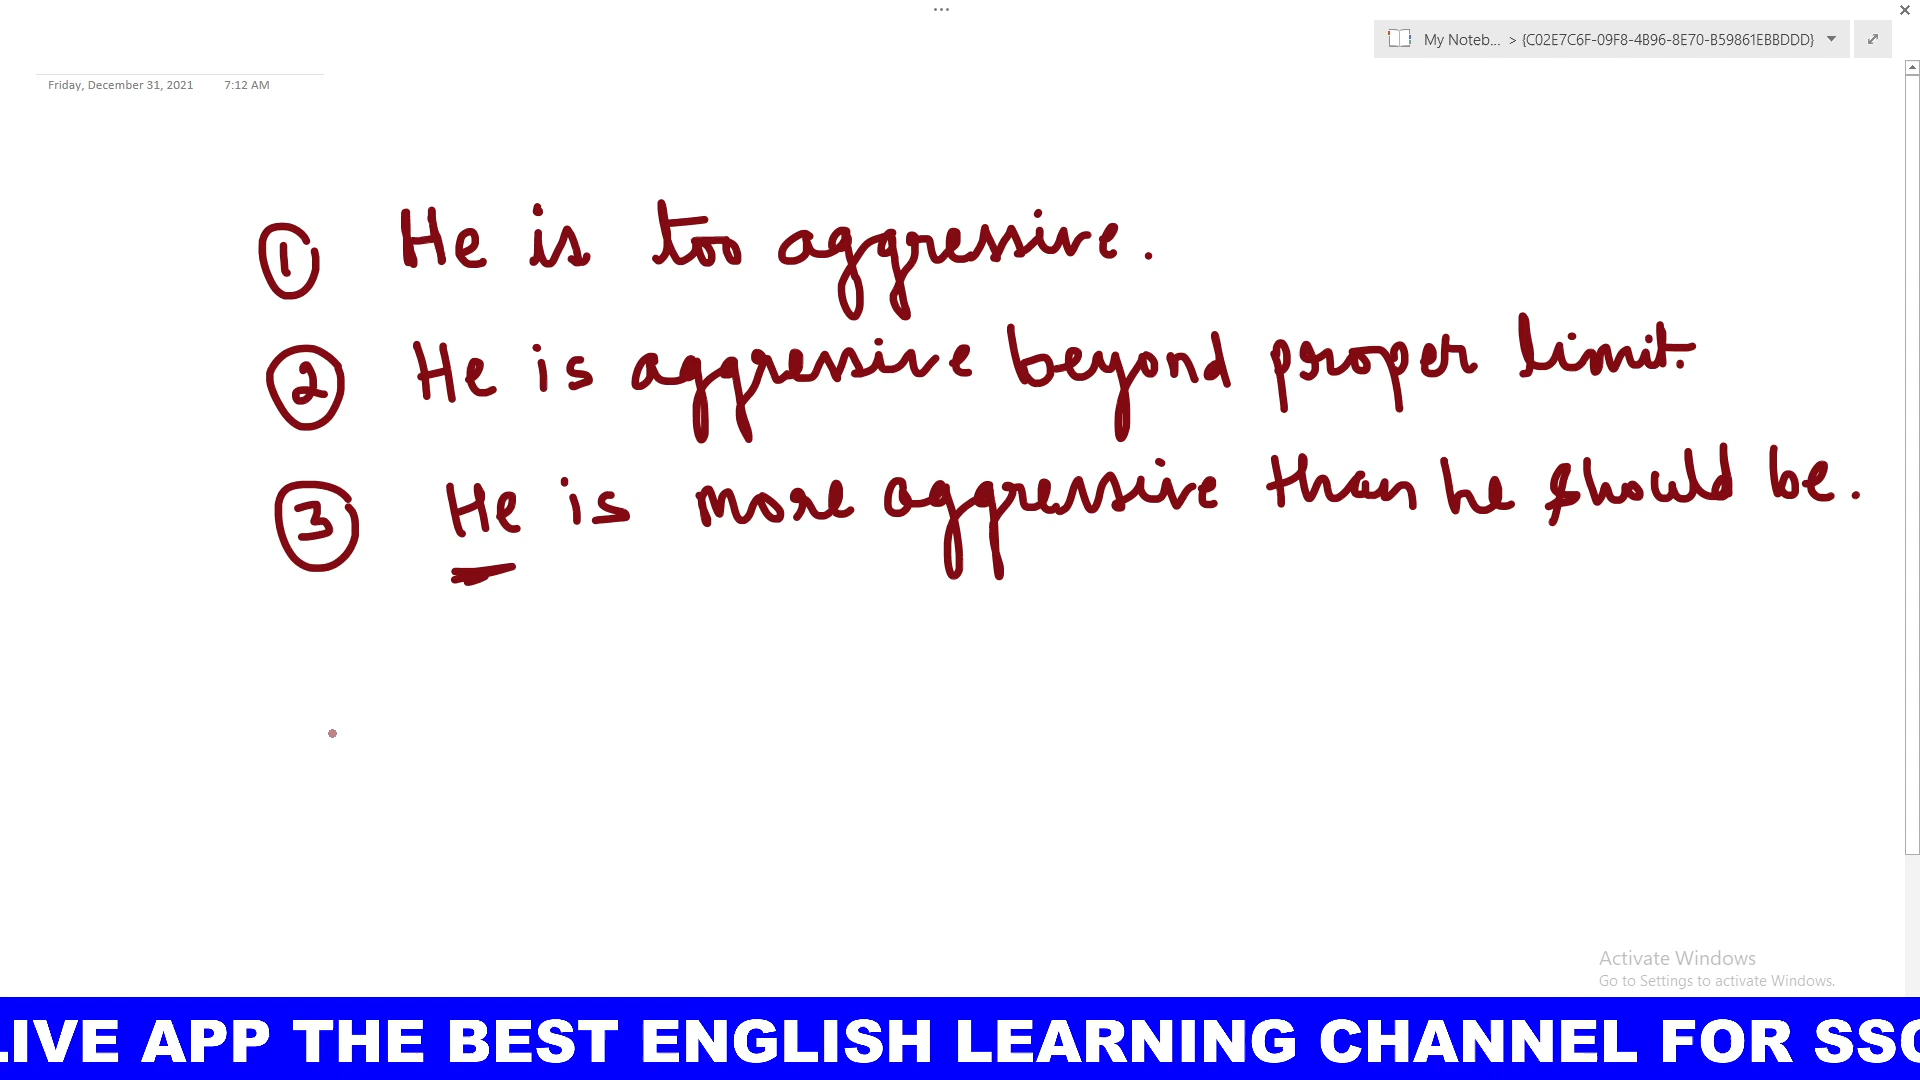 My Noteb... > {C02E7C6F-09F8-4B96-8E70-B59861EBBDDD}
Friday, December 31, 2021 7:12 AM
1 He is too aggressive.
2 He is aggressive beyond proper limit.
3 He is more aggressive than he should be.
Activate Windows
Go to Settings to activate Windows.
LIVE APP THE BEST ENGLISH LEARNING CHANNEL FOR SSC